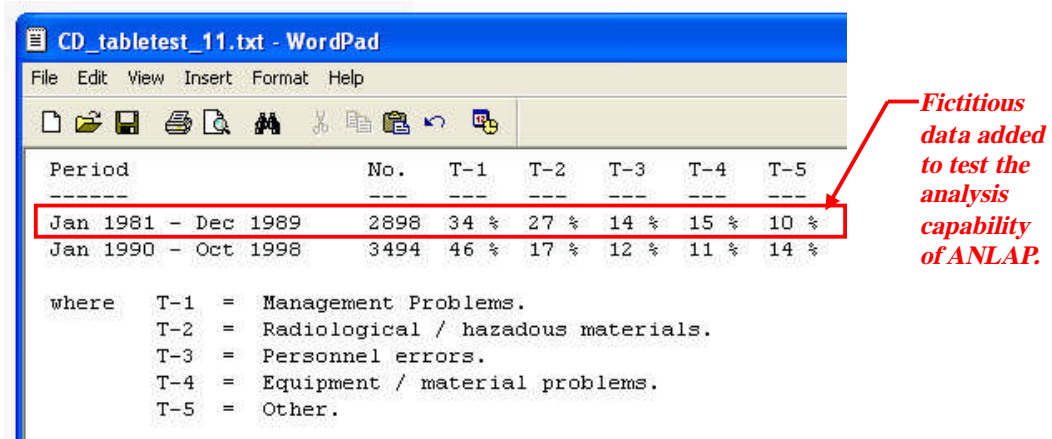 CD_tabletest_11.txt - WordPad
File Edit View Insert Format Help
Period No. T-1 T-2 T-3 T-4 T-5
------ --- --- --- --- --- ---
Jan 1981 - Dec 1989 2898 34 % 27 % 14 % 15 % 10 %
Jan 1990 - Oct 1998 3494 46 % 17 % 12 % 11 % 14 %
where T-1 = Management Problems.
T-2 = Radiological / hazadous materials.
T-3 = Personnel errors.
T-4 = Equipment / material problems.
T-5 = Other.
Fictitious
data added
to test the
analysis
capability
of ANLAP.